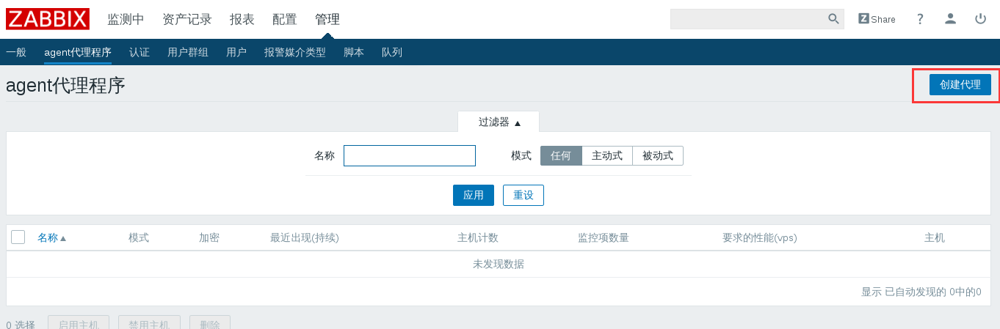 ZABBIX 监测中 资产记录 报表 配置 管理 Z Share ?
一般 agent代理程序 认证 用户群组 用户 报警媒介类型 脚本 队列
agent代理程序 创建代理
过滤器
名称 模式 任何 主动式 被动式
应用 重设
名称 模式 加密 最近出现(持续) 主机计数 监控项数量 要求的性能(vps) 主机
未发现数据
显示 已自动发现的 0中的0
0 选择 启用主机 禁用主机 删除